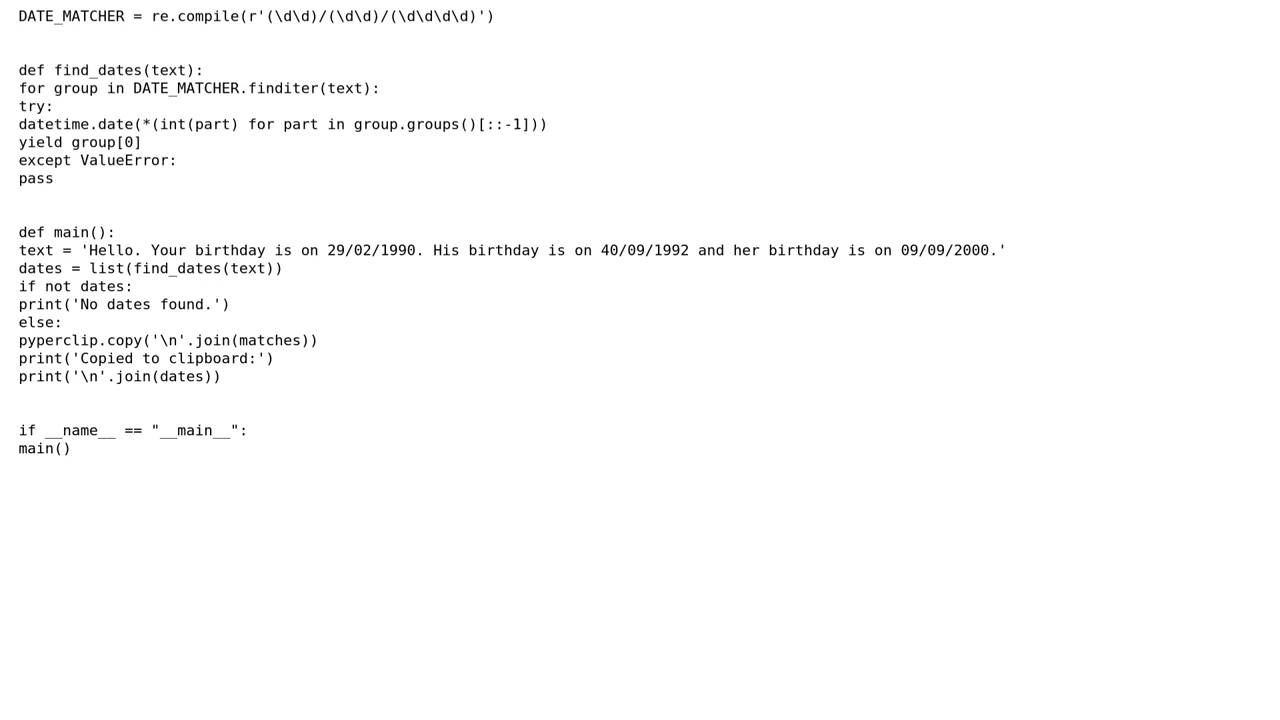 DATE_MATCHER = re.compile(r'(\d\d)/(\d\d)/(\d\d\d\d)')
def find_dates(text):
for group in DATE_MATCHER.finditer(text):
try:
datetime.date(*(int(part) for part in group.groups()[::-1]))
yield group[0]
except ValueError:
pass
def main():
text = 'Hello. Your birthday is on 29/02/1990. His birthday is on 40/09/1992 and her birthday is on 09/09/2000.'
dates = list(find_dates(text))
if not dates:
print('No dates found.')
else:
pyperclip.copy('\n'.join(matches))
print('Copied to clipboard:')
print('\n'.join(dates))
if __name__ == "__main__":
main()